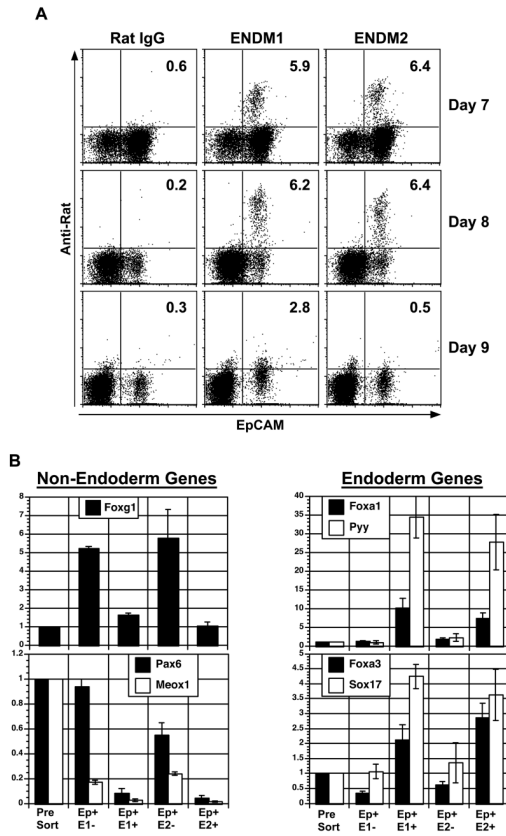 A
Rat IgG ENDM1 ENDM2
0.6 5.9 6.4
Day 7
0.2 6.2 6.4
Day 8
0.3 2.8 0.5
Day 9
Anti-Rat
EpCAM
B
Non-Endoderm Genes
Foxg1
8
7
6
5
4
3
2
1
0
Pax6
Meox1
1.2
1
0.8
0.6
0.4
0.2
0
Pre Ep+ Ep+ Ep+ Ep+
Sort E1- E1+ E2- E2+
Endoderm Genes
Foxa1
Pyy
40
35
30
25
20
15
10
5
0
Foxa3
Sox17
5
4.5
4
3.5
3
2.5
2
1.5
1
0.5
0
Pre Ep+ Ep+ Ep+ Ep+
Sort E1- E1+ E2- E2+